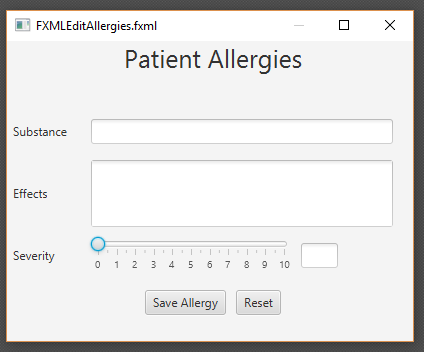 FXMLEditAllergies.fxml
Patient Allergies
Substance
Effects
Severity
0 1 2 3 4 5 6 7 8 9 10
Save Allergy Reset